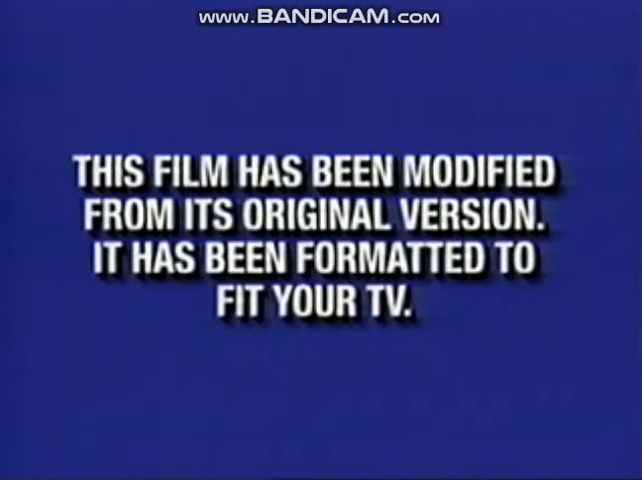 www.BANDICAM.com
THIS FILM HAS BEEN MODIFIED
FROM ITS ORIGINAL VERSION.
IT HAS BEEN FORMATTED TO
FIT YOUR TV.